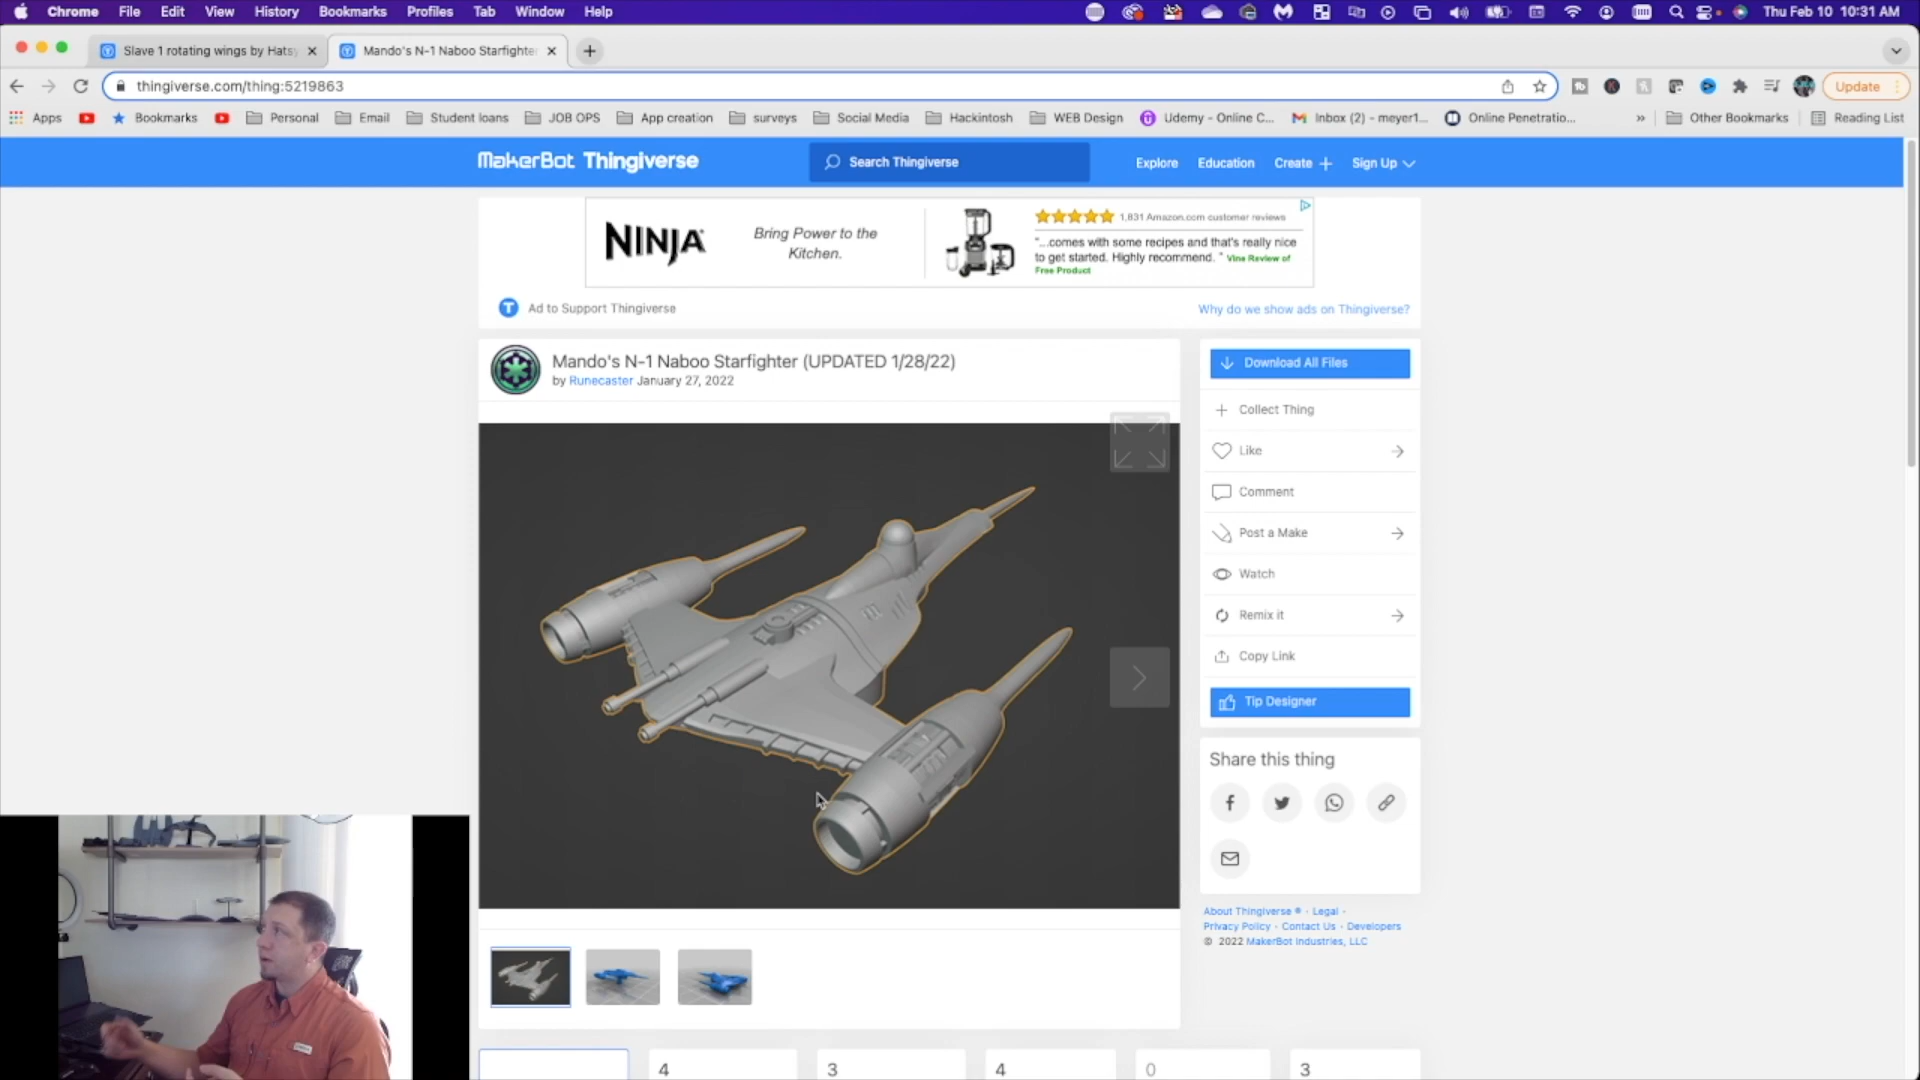 Chrome File Edit View History Bookmarks Profiles Tab Window Help Thu Feb 10 10:31 AM
Slave 1 rotating wings by Hatsy Mando's N-1 Naboo Starfighter
thingiverse.com/thing:5219863 Update
Apps Bookmarks Personal Email Student loans JOB OPS App creation surveys Social Media Hackintosh WEB Design Udemy - Online C... Inbox (2) - meyer1... Online Penetratio... » Other Bookmarks Reading List
MakerBot Thingiverse Search Thingiverse Explore Education Create + Sign Up
NINJA
Bring Power to the
Kitchen.
1,831 Amazon.com customer reviews
"...comes with some recipes and that's really nice
to get started. Highly recommend. " Vine Review of
Free Product
Ad to Support Thingiverse Why do we show ads on Thingiverse?
Mando's N-1 Naboo Starfighter (UPDATED 1/28/22)
by Runecaster January 27, 2022
Download All Files
Collect Thing
Like
Comment
Post a Make
Watch
Remix it
Copy Link
Tip Designer
Share this thing
About Thingiverse ® · Legal ·
Privacy Policy · Contact Us · Developers
© 2022 MakerBot Industries, LLC
4 3 4 0 3